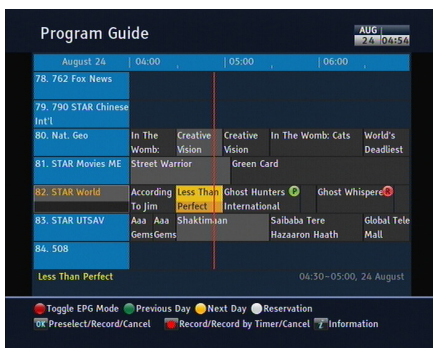 Program Guide
AUG
24 04:54
August 24 04:00 05:00 06:00
78. 762 Fox News
79. 790 STAR Chinese
Int'l
80. Nat. Geo In The Creative Creative In The Womb: Cats World's
Womb: Vision Vision Deadliest
81. STAR Movies ME Street Warrior Green Card
82. STAR World According Less Than Ghost Hunters P Ghost Whispere R
To Jim Perfect International
83. STAR UTSAV Aaa Aaa Shaktimaan Saibaba Tere Global Tele
Gems Gems Hazaaron Haath Mall
84. 508
Less Than Perfect 04:30-05:00, 24 August
Toggle EPG Mode Previous Day Next Day Reservation
OK Preselect/Record/Cancel Record/Record by Timer/Cancel Information